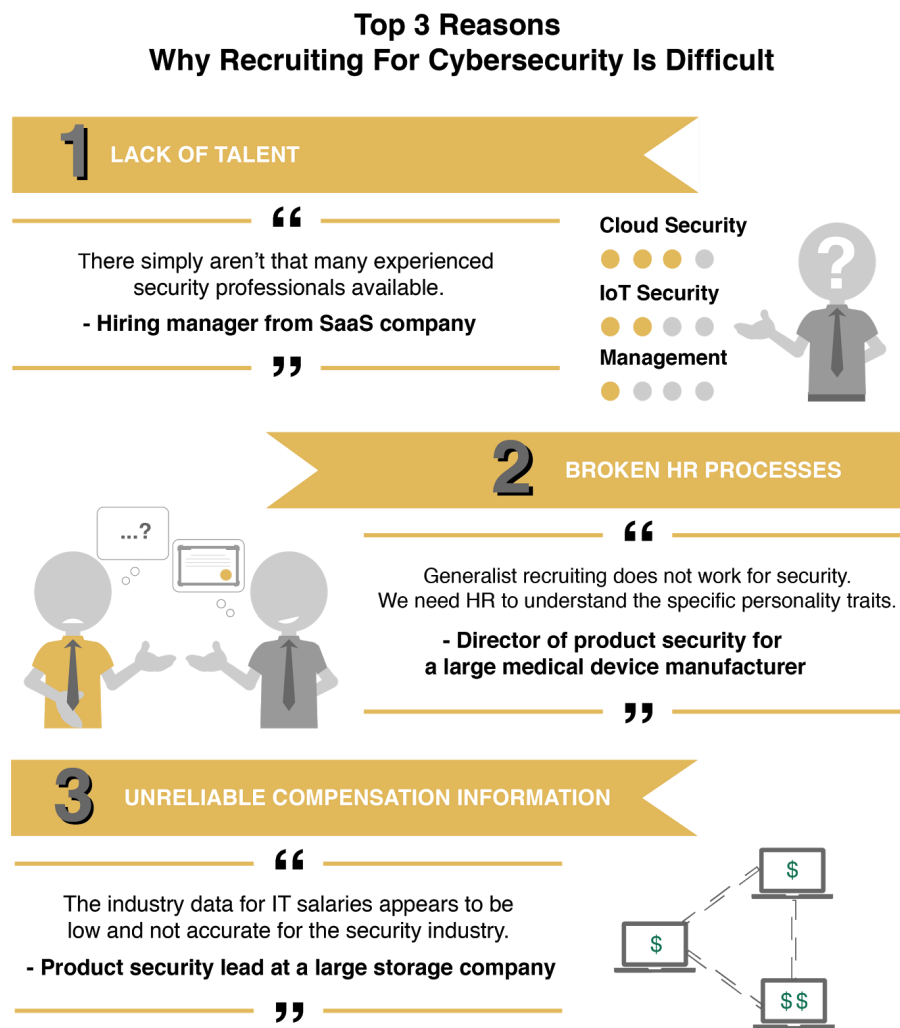 Top 3 Reasons
Why Recruiting For Cybersecurity Is Difficult
1 LACK OF TALENT
“
There simply aren’t that many experienced
security professionals available.
- Hiring manager from SaaS company
”
Cloud Security
IoT Security
Management
?
2 BROKEN HR PROCESSES
...?
“
Generalist recruiting does not work for security.
We need HR to understand the specific personality traits.
- Director of product security for
a large medical device manufacturer
”
3 UNRELIABLE COMPENSATION INFORMATION
“
The industry data for IT salaries appears to be
low and not accurate for the security industry.
- Product security lead at a large storage company
”
$
$
$$